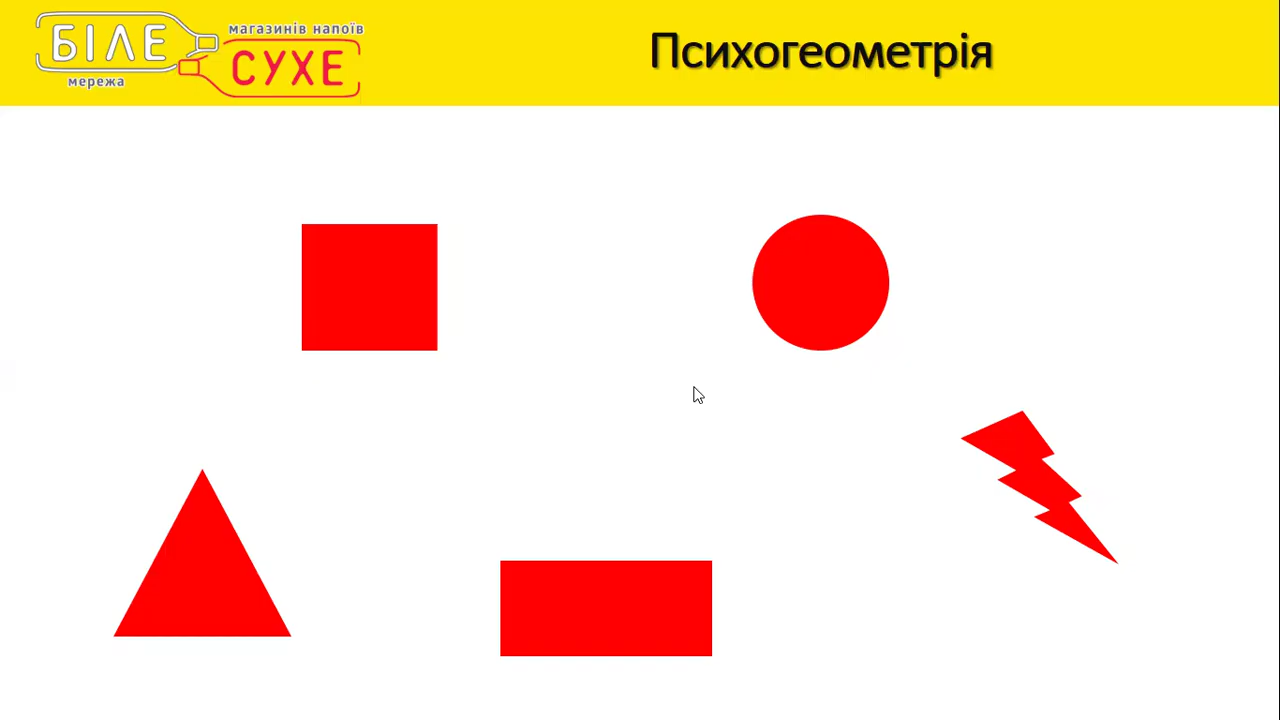 БІЛЕ
мережа
магазинів напоїв
СУХЕ
Психогеометрія